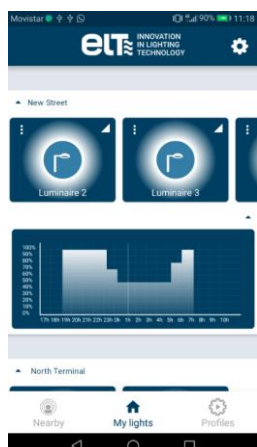 Movistar 90% 11:18
elt INNOVATION
IN LIGHTING
TECHNOLOGY
New Street
Luminaire 2 Luminaire 3
100%
90%
80%
70%
60%
50%
40%
30%
20%
10%
0%
17h 18h 19h 20h 21h 22h 23h 0h 1h 2h 3h 4h 5h 6h 7h 8h 9h 10h
North Terminal
Nearby My lights Profiles